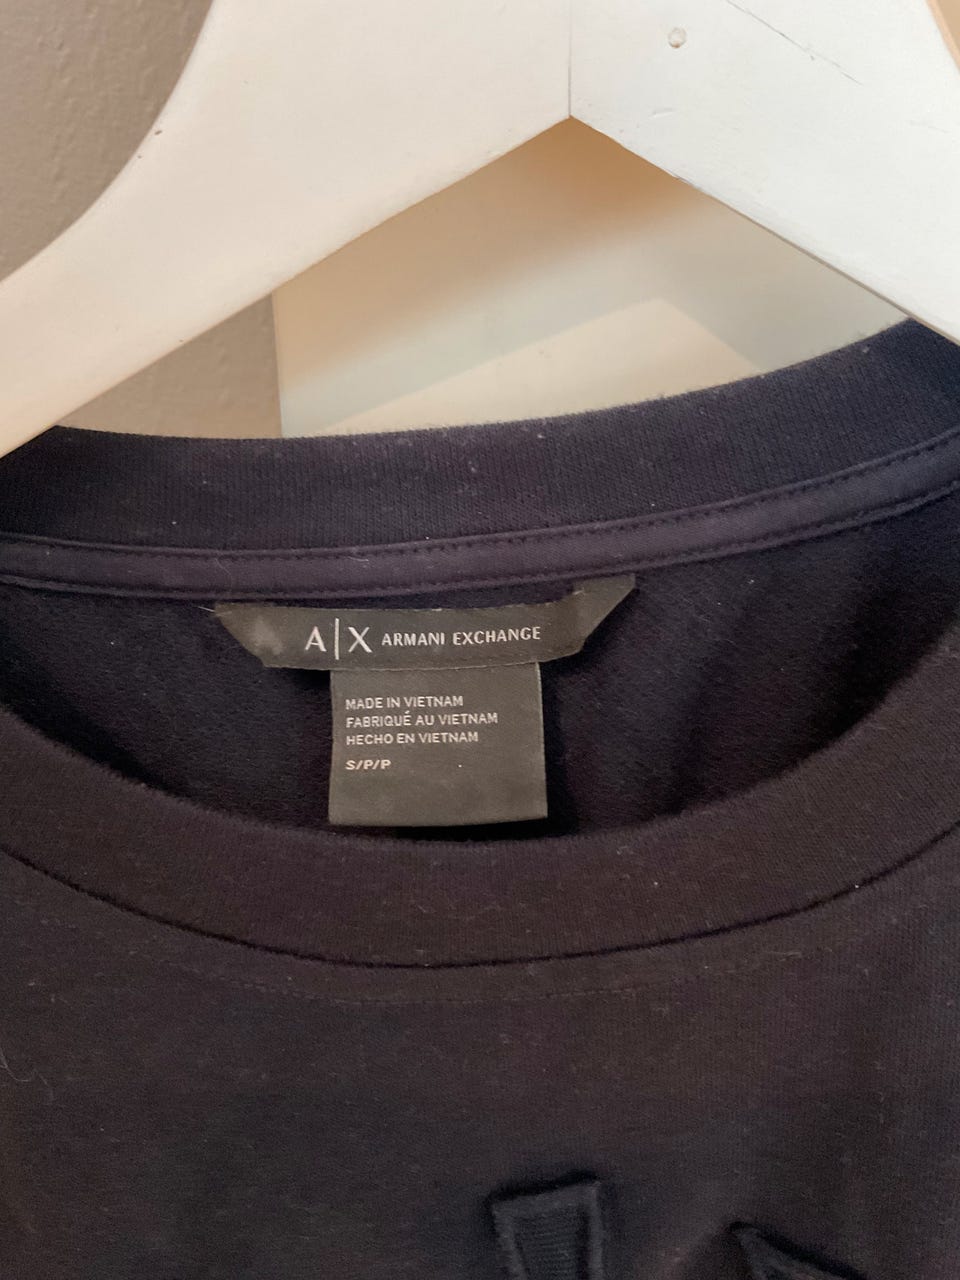 A|X ARMANI EXCHANGE
MADE IN VIETNAM
FABRIQUÉ AU VIETNAM
HECHO EN VIETNAM
S/P/P